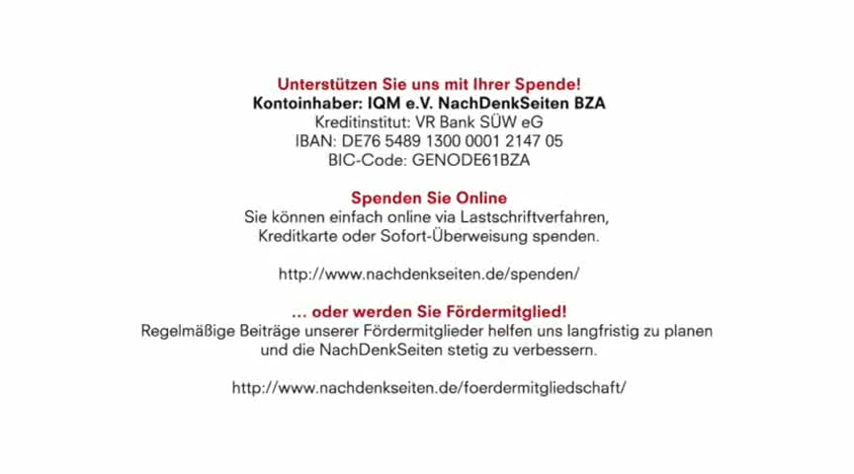 Unterstützen Sie uns mit Ihrer Spende!
Kontoinhaber: IQM e.V. NachDenkSeiten BZA
Kreditinstitut: VR Bank SÜW eG
IBAN: DE76 5489 1300 0001 2147 05
BIC-Code: GENODE61BZA
Spenden Sie Online
Sie können einfach online via Lastschriftverfahren,
Kreditkarte oder Sofort-Überweisung spenden.
http://www.nachdenkseiten.de/spenden/
... oder werden Sie Fördermitglied!
Regelmäßige Beiträge unserer Fördermitglieder helfen uns langfristig zu planen
und die NachDenkSeiten stetig zu verbessern.
http://www.nachdenkseiten.de/foerdermitgliedschaft/